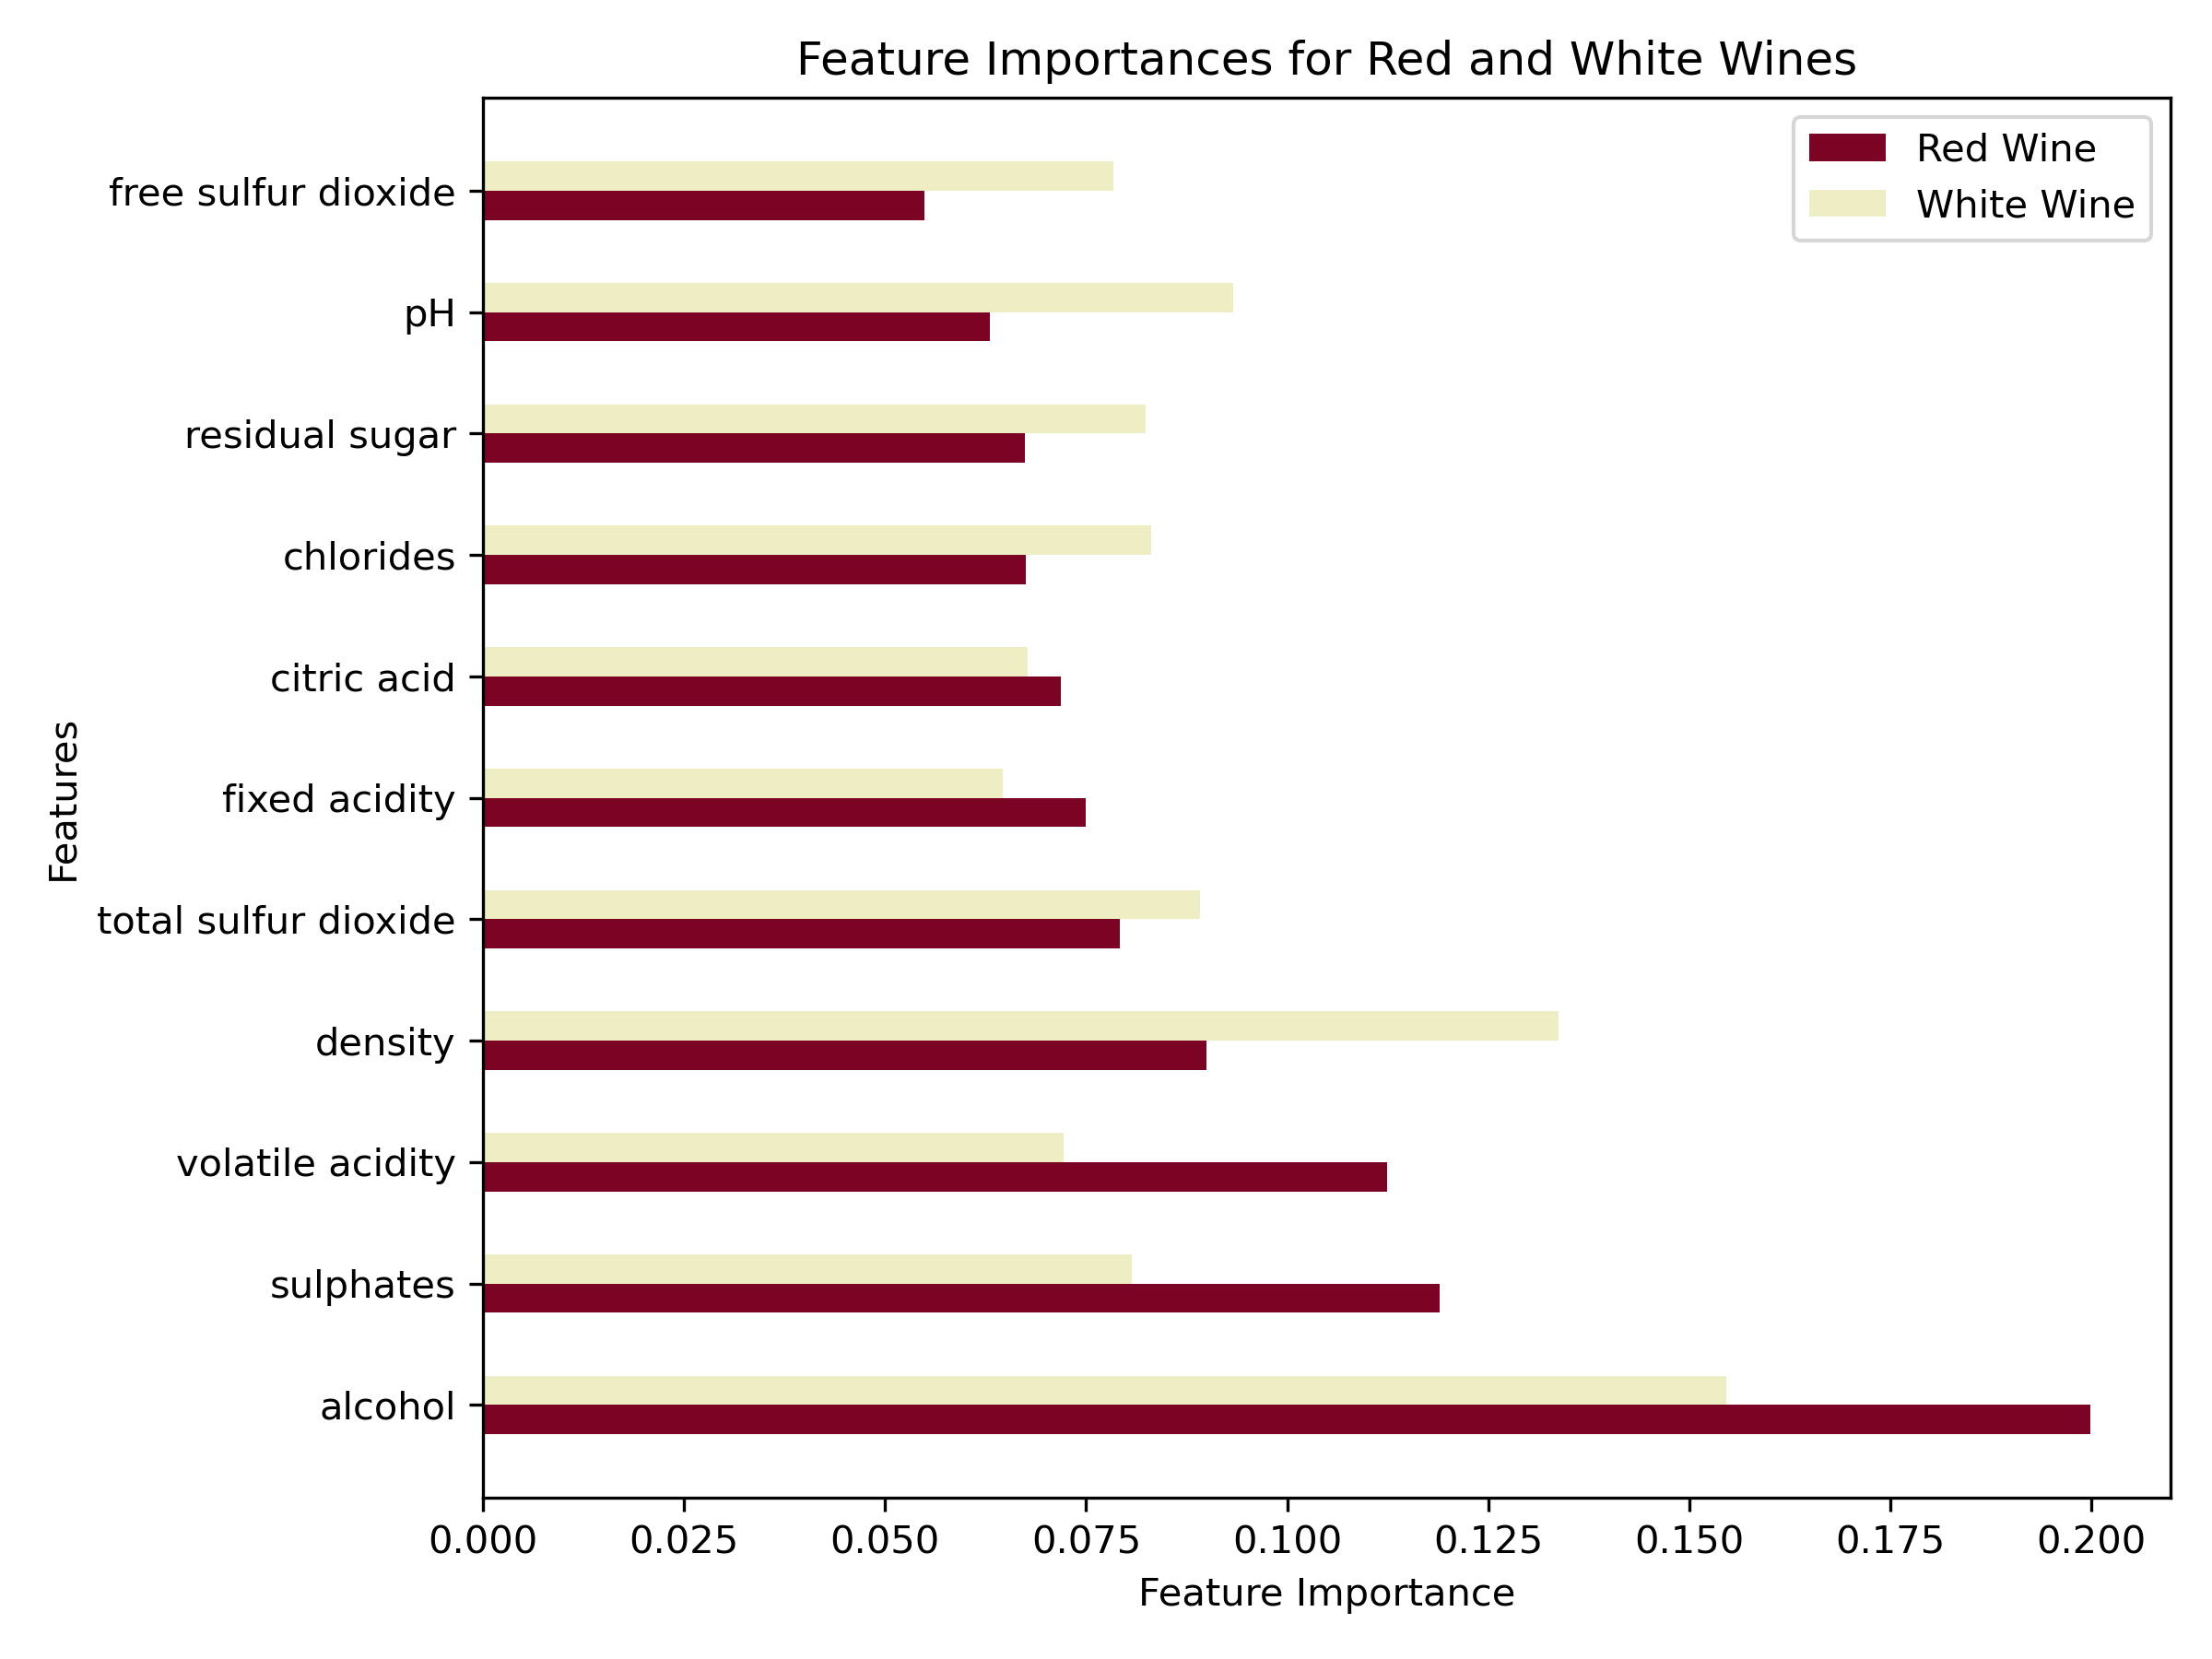 Feature Importances for Red and White Wines
Red Wine
White Wine
free sulfur dioxide
pH
residual sugar
chlorides
citric acid
fixed acidity
total sulfur dioxide
density
volatile acidity
sulphates
alcohol
Features
0.000 0.025 0.050 0.075 0.100 0.125 0.150 0.175 0.200
Feature Importance